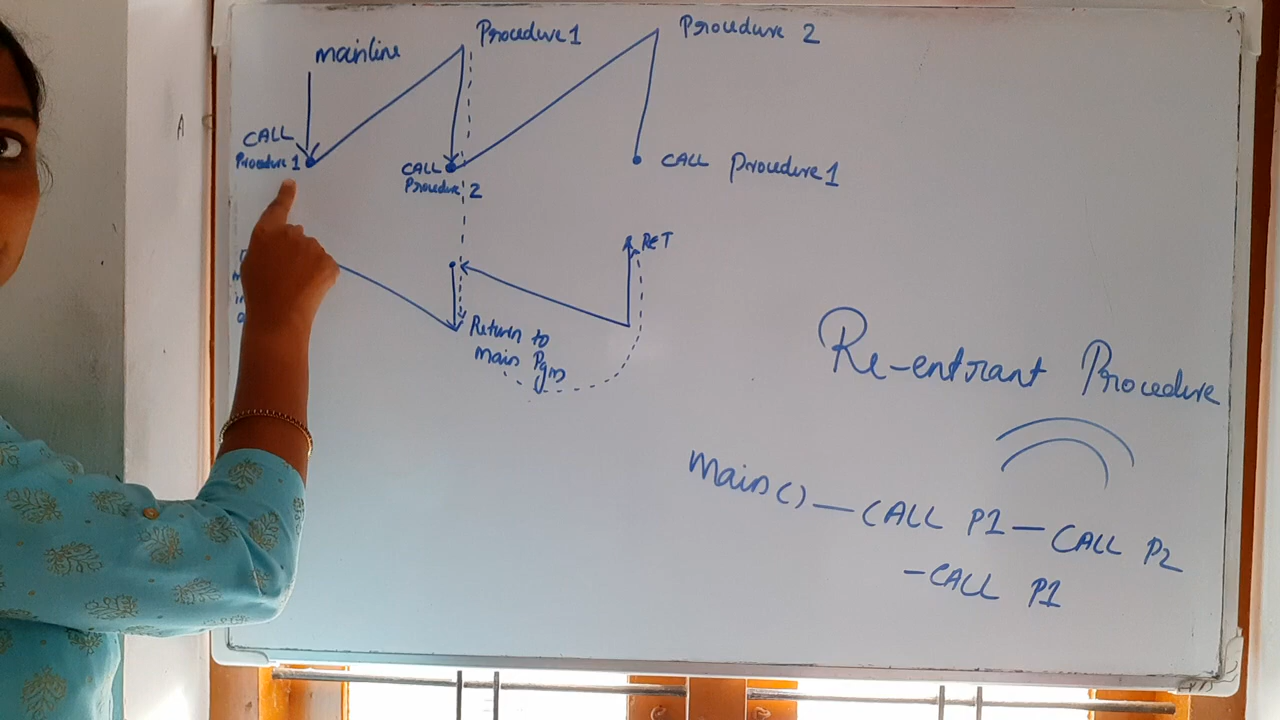 mainline
Procedure 1
Procedure 2
A
CALL
Procedure 1
CALL
Procedure 2
CALL Procedure 1
RET
Return to
Main Pgm
Re-entrant Procedure
Main() — CALL P1 — CALL P2
- CALL P1